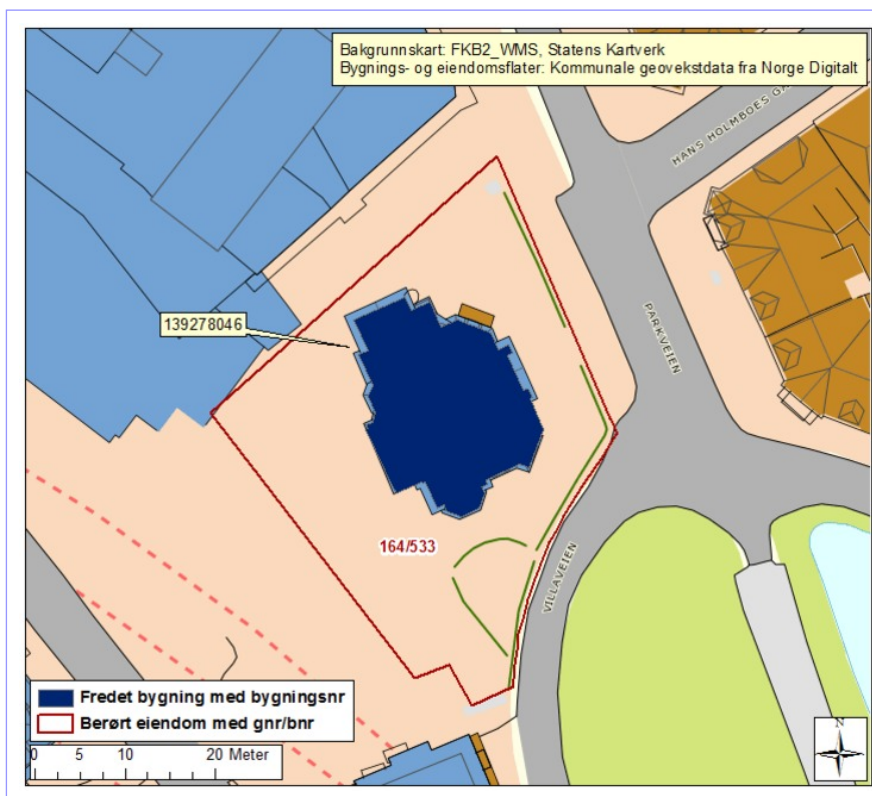 Bakgrunnskart: FKB2_WMS, Statens Kartverk
Bygnings- og eiendomsflater: Kommunale geovekstdata fra Norge Digitalt
HANS HOLMBOES
139278046
PARKVEIEN
164/533
VILLAVEIEN
Fredet bygning med bygningsnr
Berørt eiendom med gnr/bnr
0 5 10 20 Meter
N